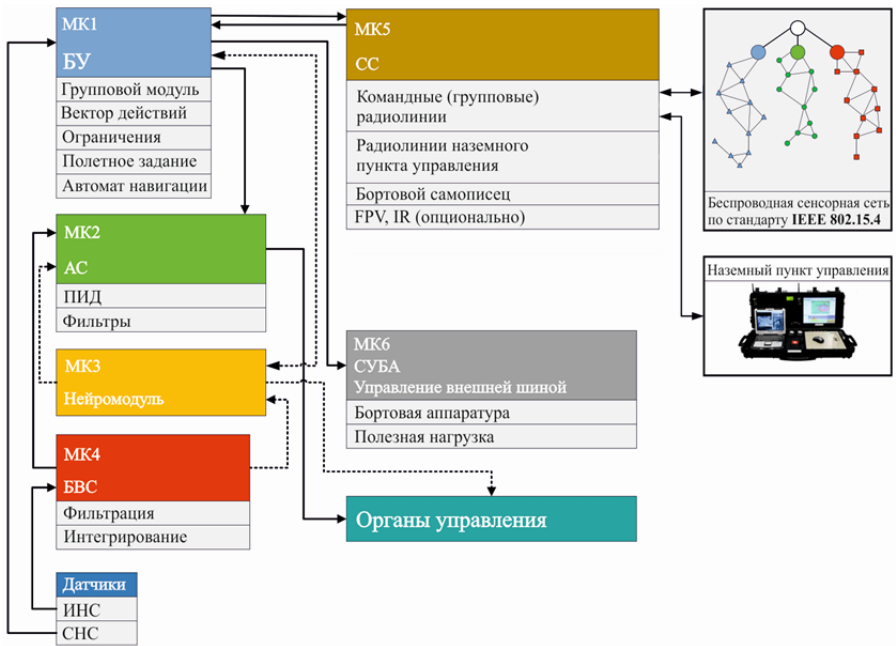 МК1
БУ
Групповой модуль
Вектор действий
Ограничения
Полетное задание
Автомат навигации
МК2
АС
ПИД
Фильтры
МК3
Нейромодуль
МК4
БВС
Фильтрация
Интегрирование
Датчики
ИНС
СНС
МК5
СС
Командные (групповые)
радиолинии
Радиолинии наземного
пункта управления
Бортовой самописец
FPV, IR (опционально)
МК6
СУБА
Управление внешней шиной
Бортовая аппаратура
Полезная нагрузка
Органы управления
Беспроводная сенсорная сеть
по стандарту IEEE 802.15.4
Наземный пункт управления